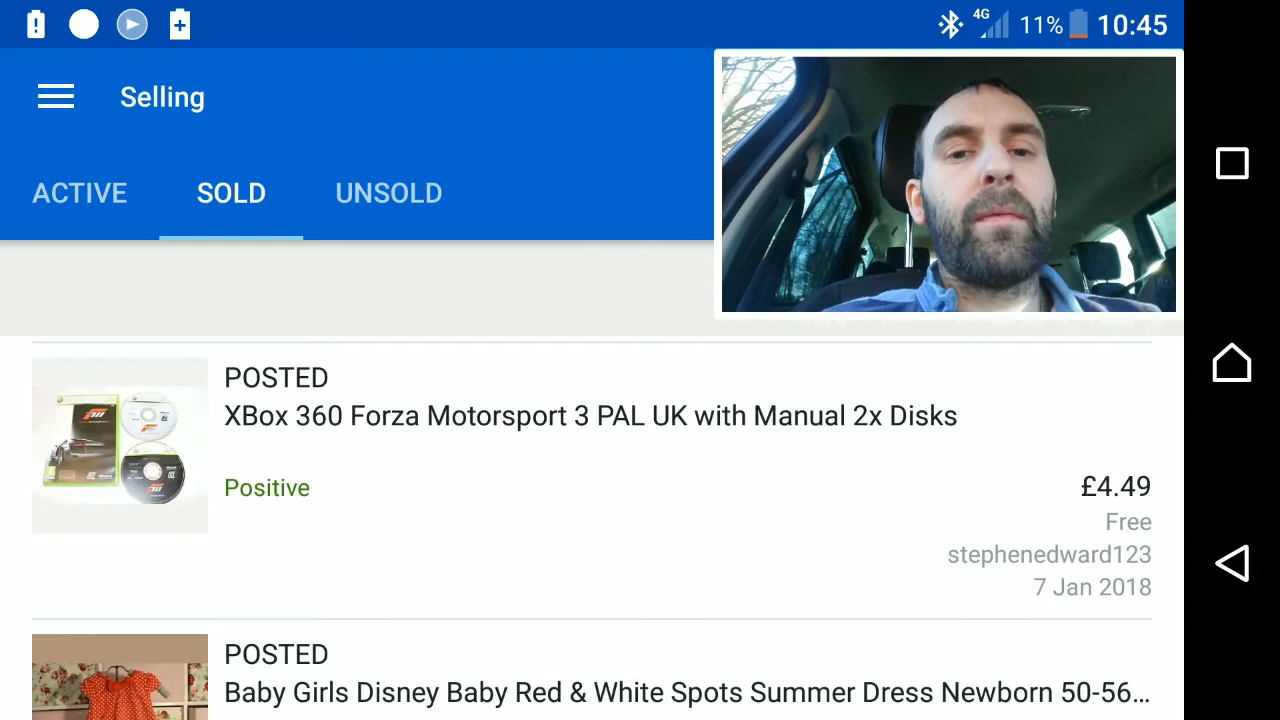 4G 11% 10:45
Selling
ACTIVE SOLD UNSOLD
POSTED
XBox 360 Forza Motorsport 3 PAL UK with Manual 2x Disks
Positive £4.49
Free
stephenedward123
7 Jan 2018
POSTED
Baby Girls Disney Baby Red & White Spots Summer Dress Newborn 50-56...